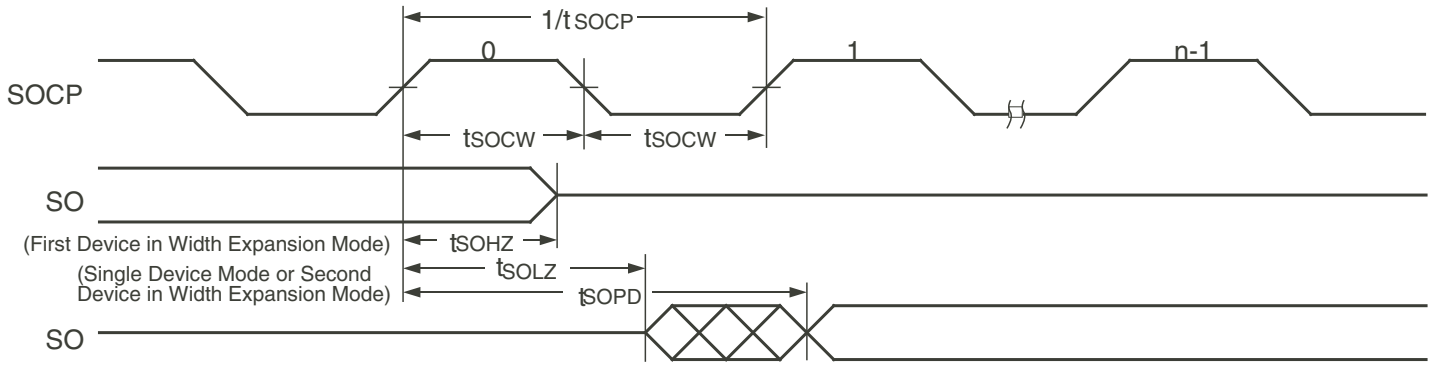 1/tSOCP
0
1
n-1
SOCP
tSOCW
tSOCW
SO
(First Device in Width Expansion Mode)
tSOHZ
tSOLZ
(Single Device Mode or Second
Device in Width Expansion Mode)
tSOPD
SO